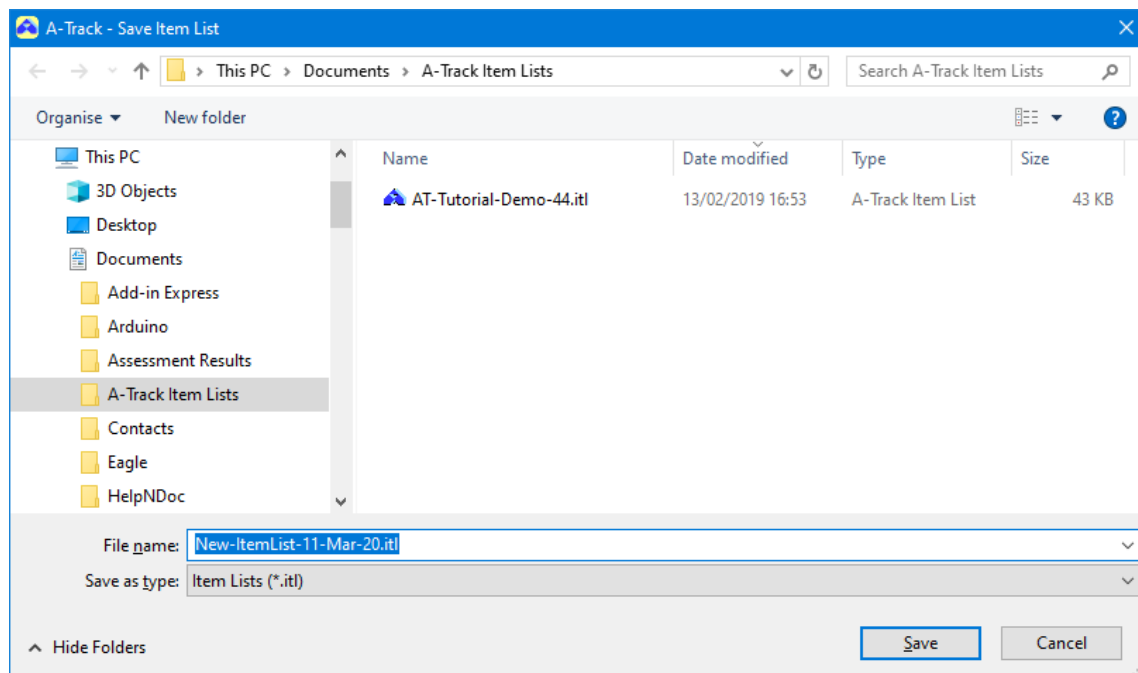 A-Track - Save Item List
This PC > Documents > A-Track Item Lists
Search A-Track Item Lists
Organise New folder
?
This PC
3D Objects
Desktop
Documents
Add-in Express
Arduino
Assessment Results
A-Track Item Lists
Contacts
Eagle
HelpNDoc
Name Date modified Type Size
AT-Tutorial-Demo-44.itl 13/02/2019 16:53 A-Track Item List 43 KB
File name: New-ItemList-11-Mar-20.itl
Save as type: Item Lists (*.itl)
Hide Folders Save Cancel